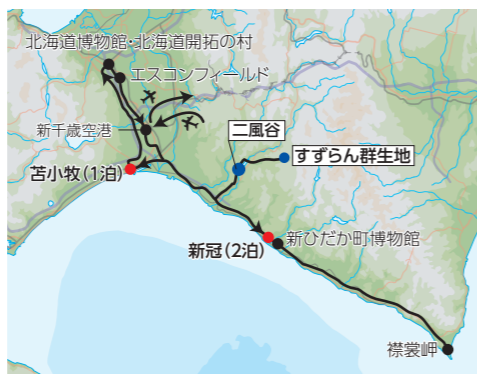 北海道博物館・北海道開拓の村
エスコンフィールド
新千歳空港
二風谷
すずらん群生地
苫小牧(1泊)
新冠(2泊)
新ひだか町博物館
襟裳岬